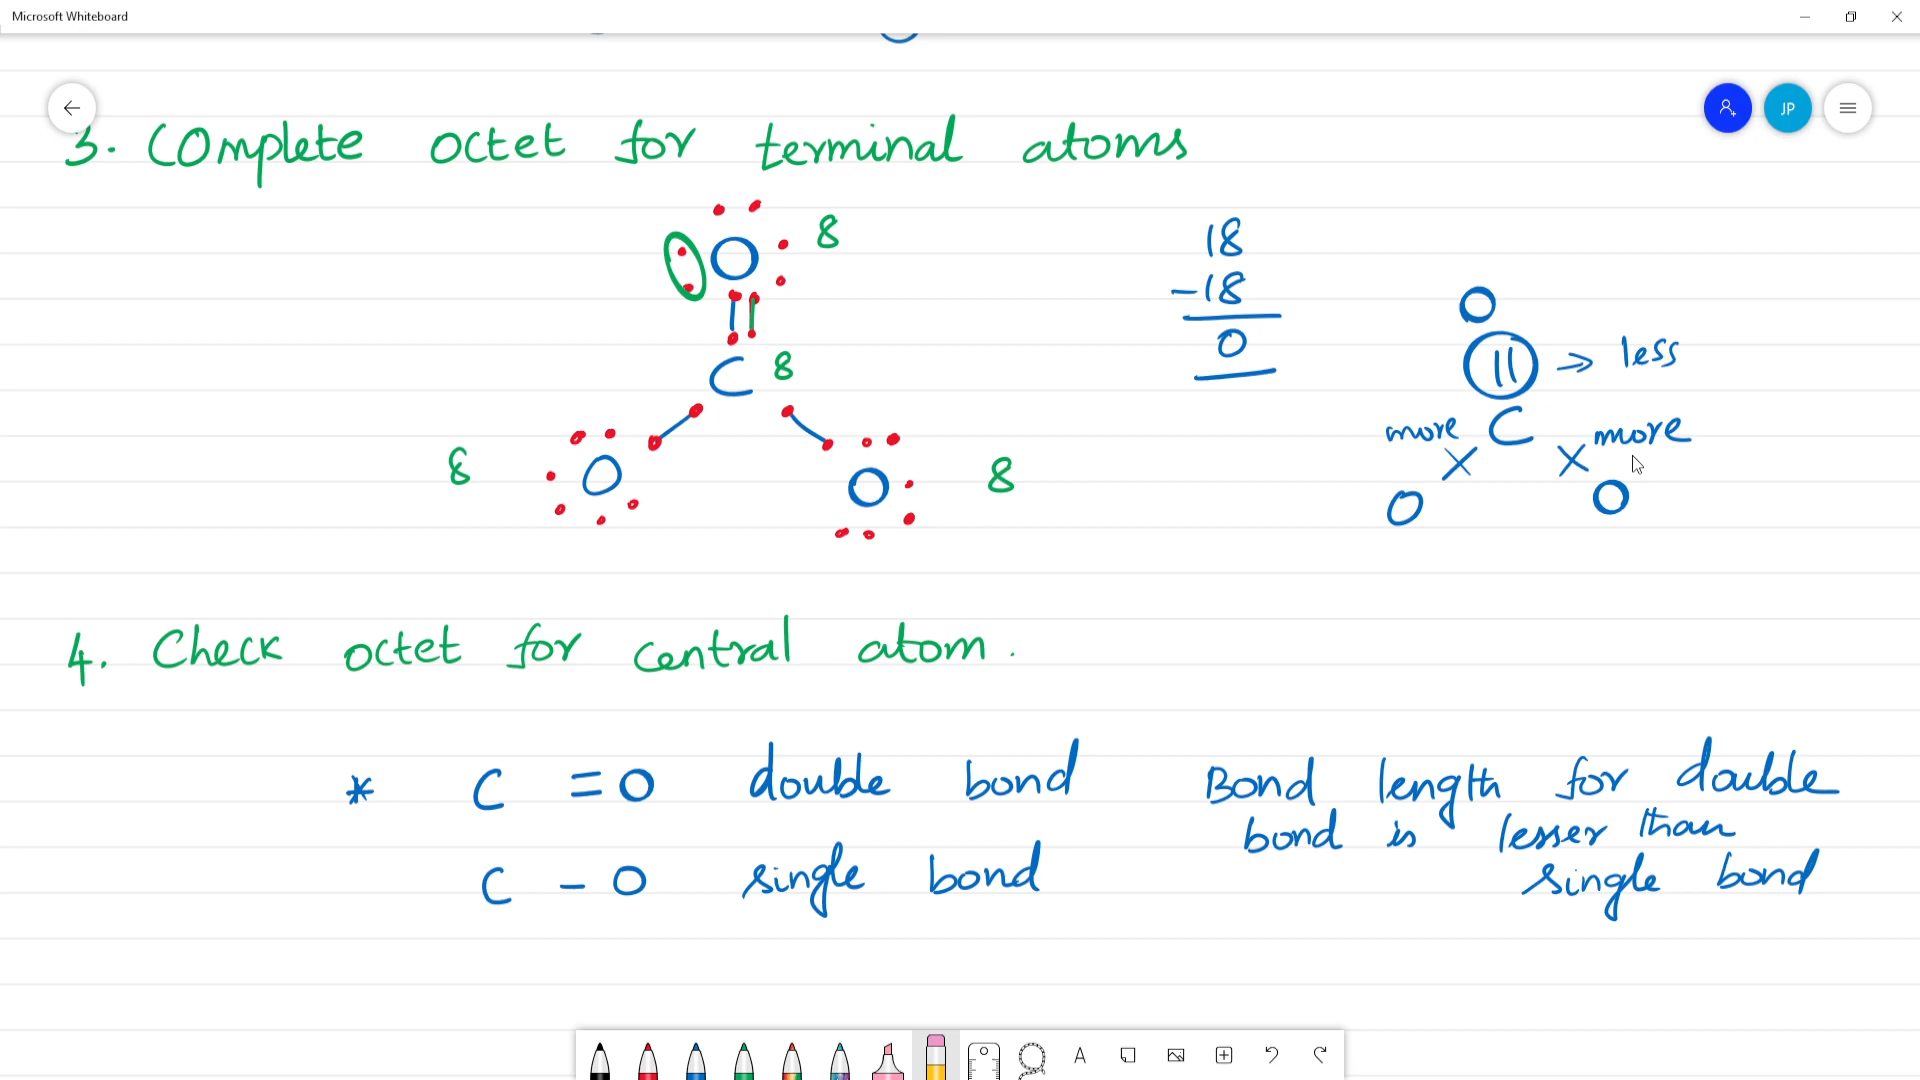 Microsoft Whiteboard
JP
3. Complete octet for terminal atoms
O 8
C 8
8 O O 8
18
-18
0
O
|| → less
more C more
X X
O O
4. Check octet for central atom.
* C = O double bond
C - O single bond
Bond length for double
bond is lesser than
single bond
A